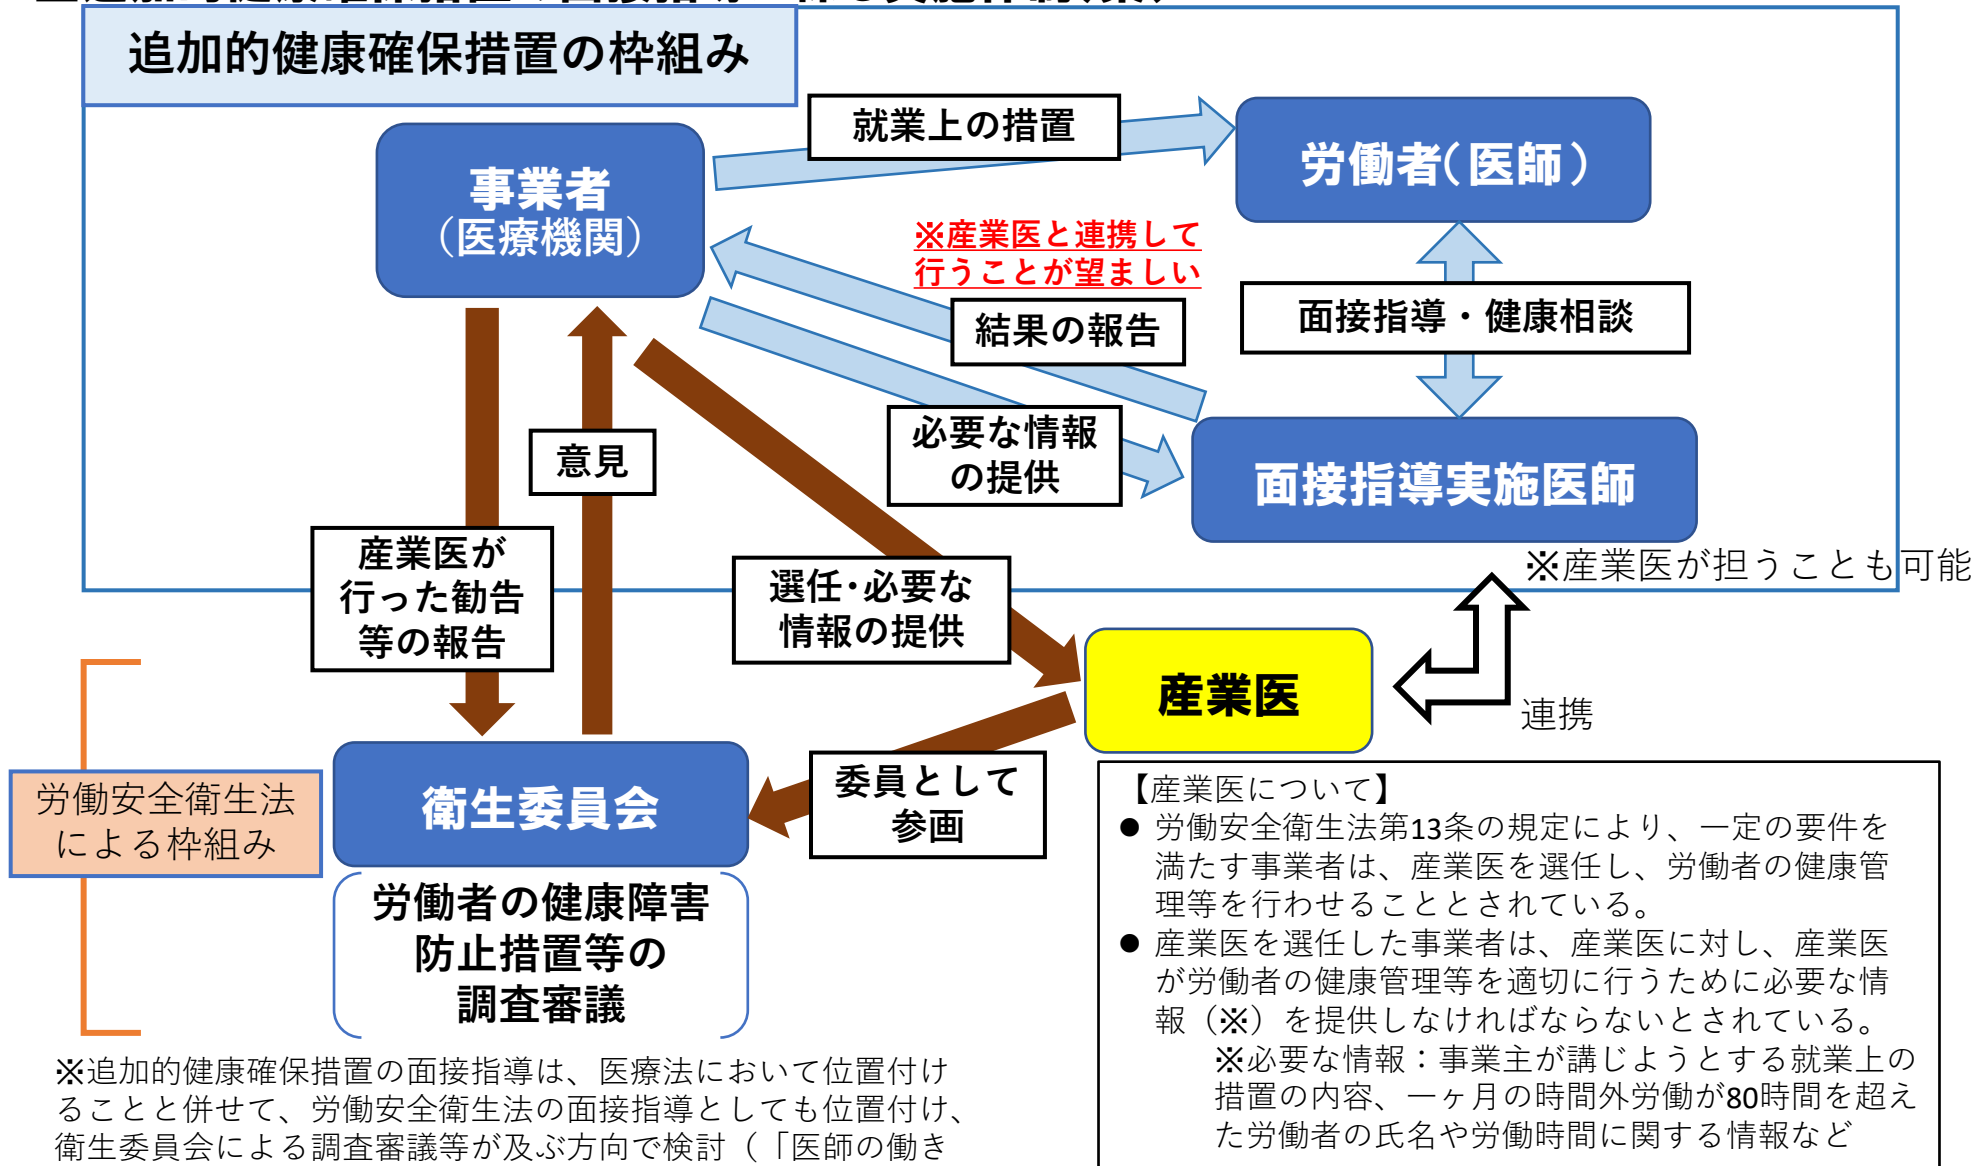 追加的健康確保措置の枠組み
就業上の措置
労働者（医師）
事業者
（医療機関）
※産業医と連携して
行うことが望ましい
結果の報告
面接指導・健康相談
必要な情報
の提供
意見
面接指導実施医師
※産業医が担うことも可能
産業医が
行った勧告
等の報告
選任・必要な
情報の提供
産業医
連携
労働安全衛生法
による枠組み
衛生委員会
委員として
参画
労働者の健康障害
防止措置等の
調査審議
【産業医について】
● 労働安全衛生法第13条の規定により、一定の要件を
満たす事業者は、産業医を選任し、労働者の健康管
理等を行わせることとされている。
● 産業医を選任した事業者は、産業医に対し、産業医
が労働者の健康管理等を適切に行うために必要な情
報（※）を提供しなければならないとされている。
※必要な情報：事業主が講じようとする就業上の
措置の内容、一ヶ月の時間外労働が80時間を超え
た労働者の氏名や労働時間に関する情報など
※追加的健康確保措置の面接指導は、医療法において位置付け
ることと併せて、労働安全衛生法の面接指導としても位置付け、
衛生委員会による調査審議等が及ぶ方向で検討（「医師の働き